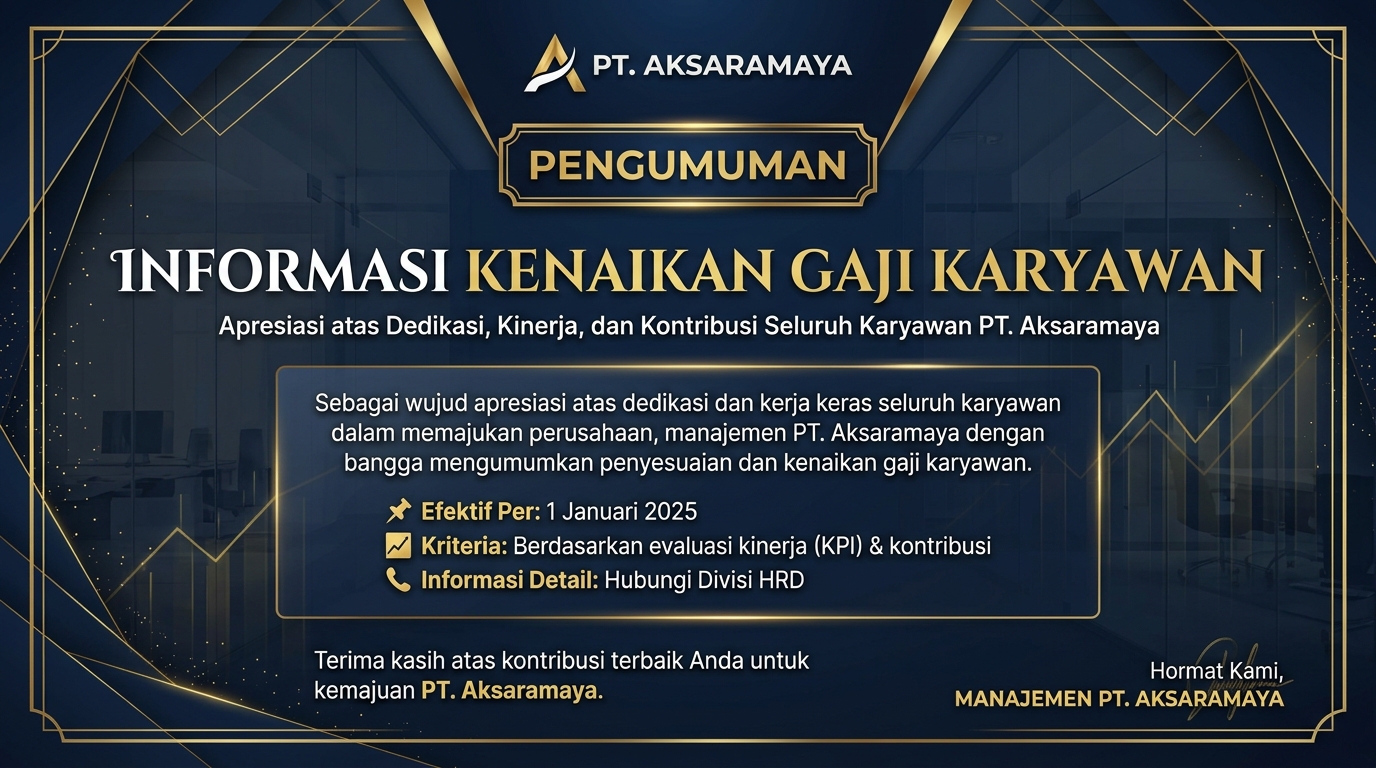 PT. AKSARAMAYA
PENGUMUMAN
INFORMASI KENAIKAN GAJI KARYAWAN
Apresiasi atas Dedikasi, Kinerja, dan Kontribusi Seluruh Karyawan PT. Aksaramaya
Sebagai wujud apresiasi atas dedikasi dan kerja keras seluruh karyawan
dalam memajukan perusahaan, manajemen PT. Aksaramaya dengan
bangga mengumumkan penyesuaian dan kenaikan gaji karyawan.
Efektif Per: 1 Januari 2025
Kriteria: Berdasarkan evaluasi kinerja (KPI) & kontribusi
Informasi Detail: Hubungi Divisi HRD
Terima kasih atas kontribusi terbaik Anda untuk
kemajuan PT. Aksaramaya.
Hormat Kami,
MANAJEMEN PT. AKSARAMAYA